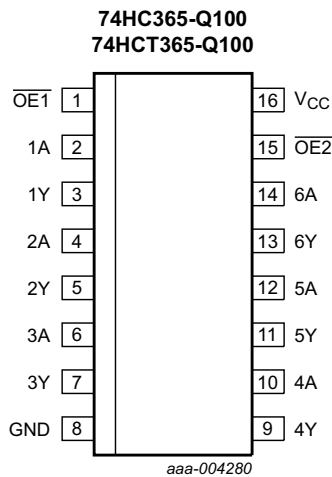 74HC365-Q100
74HCT365-Q100
OE1 1 16 VCC
1A 2 15 OE2
1Y 3 14 6A
2A 4 13 6Y
2Y 5 12 5A
3A 6 11 5Y
3Y 7 10 4A
GND 8 9 4Y
aaa-004280